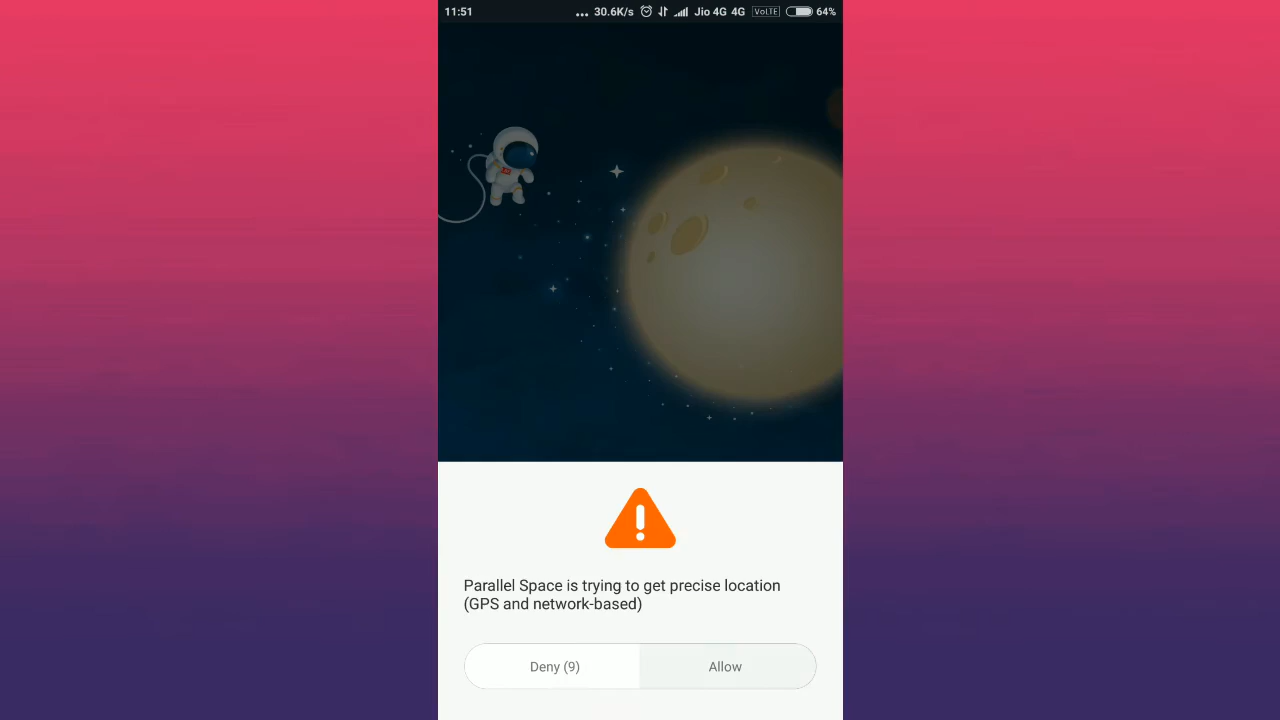 11:51 ... 30.6K/s Jio 4G 4G VoLTE 64%
Parallel Space is trying to get precise location
(GPS and network-based)
Deny (9) Allow